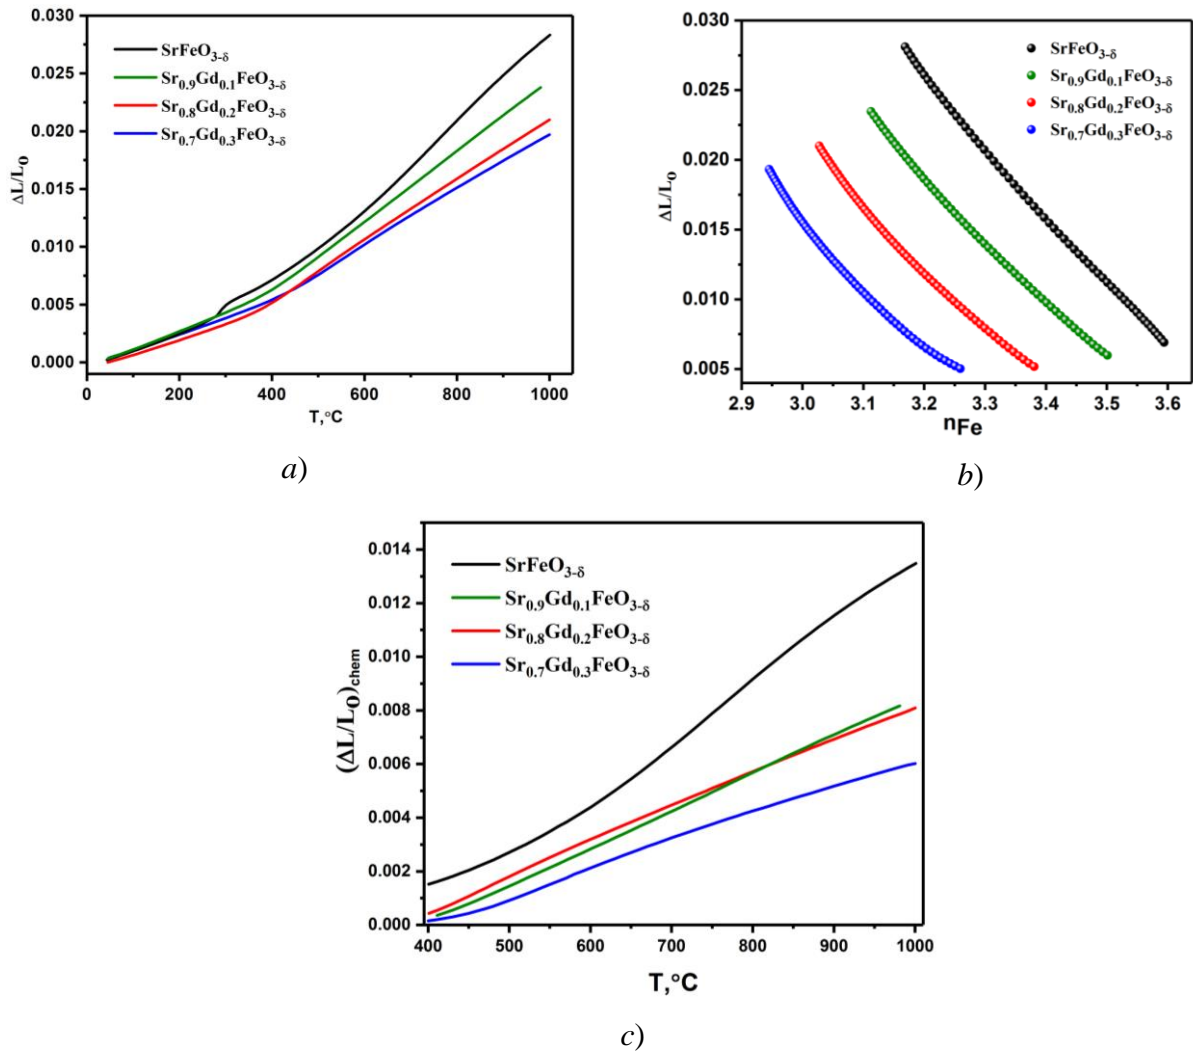 0.030
0.025
0.020
0.015
0.010
0.005
0.000
ΔL/L₀
SrFeO₃₋δ
Sr₀.₉Gd₀.₁FeO₃₋δ
Sr₀.₈Gd₀.₂FeO₃₋δ
Sr₀.₇Gd₀.₃FeO₃₋δ
0 200 400 600 800 1000
T,°C
a)
0.030
0.025
0.020
0.015
0.010
0.005
ΔL/L₀
SrFeO₃₋δ
Sr₀.₉Gd₀.₁FeO₃₋δ
Sr₀.₈Gd₀.₂FeO₃₋δ
Sr₀.₇Gd₀.₃FeO₃₋δ
2.9 3.0 3.1 3.2 3.3 3.4 3.5 3.6
nFe
b)
0.014
0.012
0.010
0.008
0.006
0.004
0.002
0.000
(ΔL/L₀)chem
SrFeO₃₋δ
Sr₀.₉Gd₀.₁FeO₃₋δ
Sr₀.₈Gd₀.₂FeO₃₋δ
Sr₀.₇Gd₀.₃FeO₃₋δ
400 500 600 700 800 900 1000
T,°C
c)